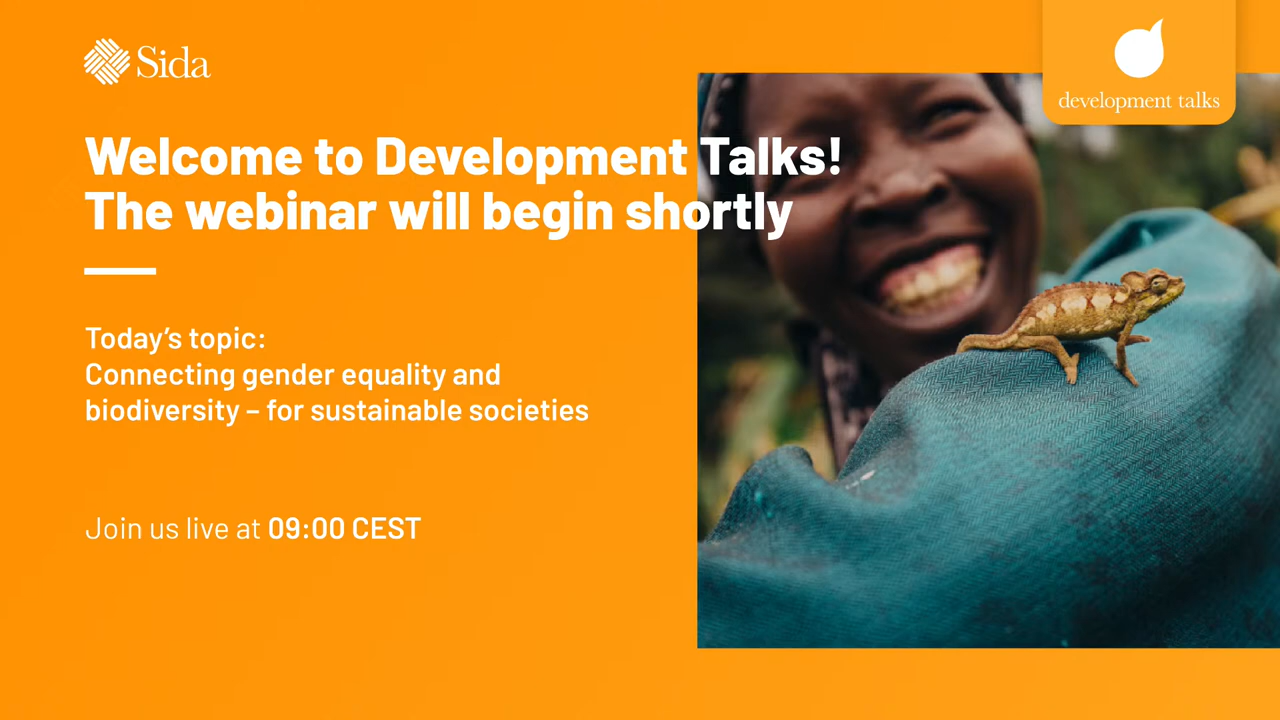 Sida
development talks
Welcome to Development Talks!
The webinar will begin shortly
Today's topic:
Connecting gender equality and
biodiversity – for sustainable societies
Join us live at 09:00 CEST